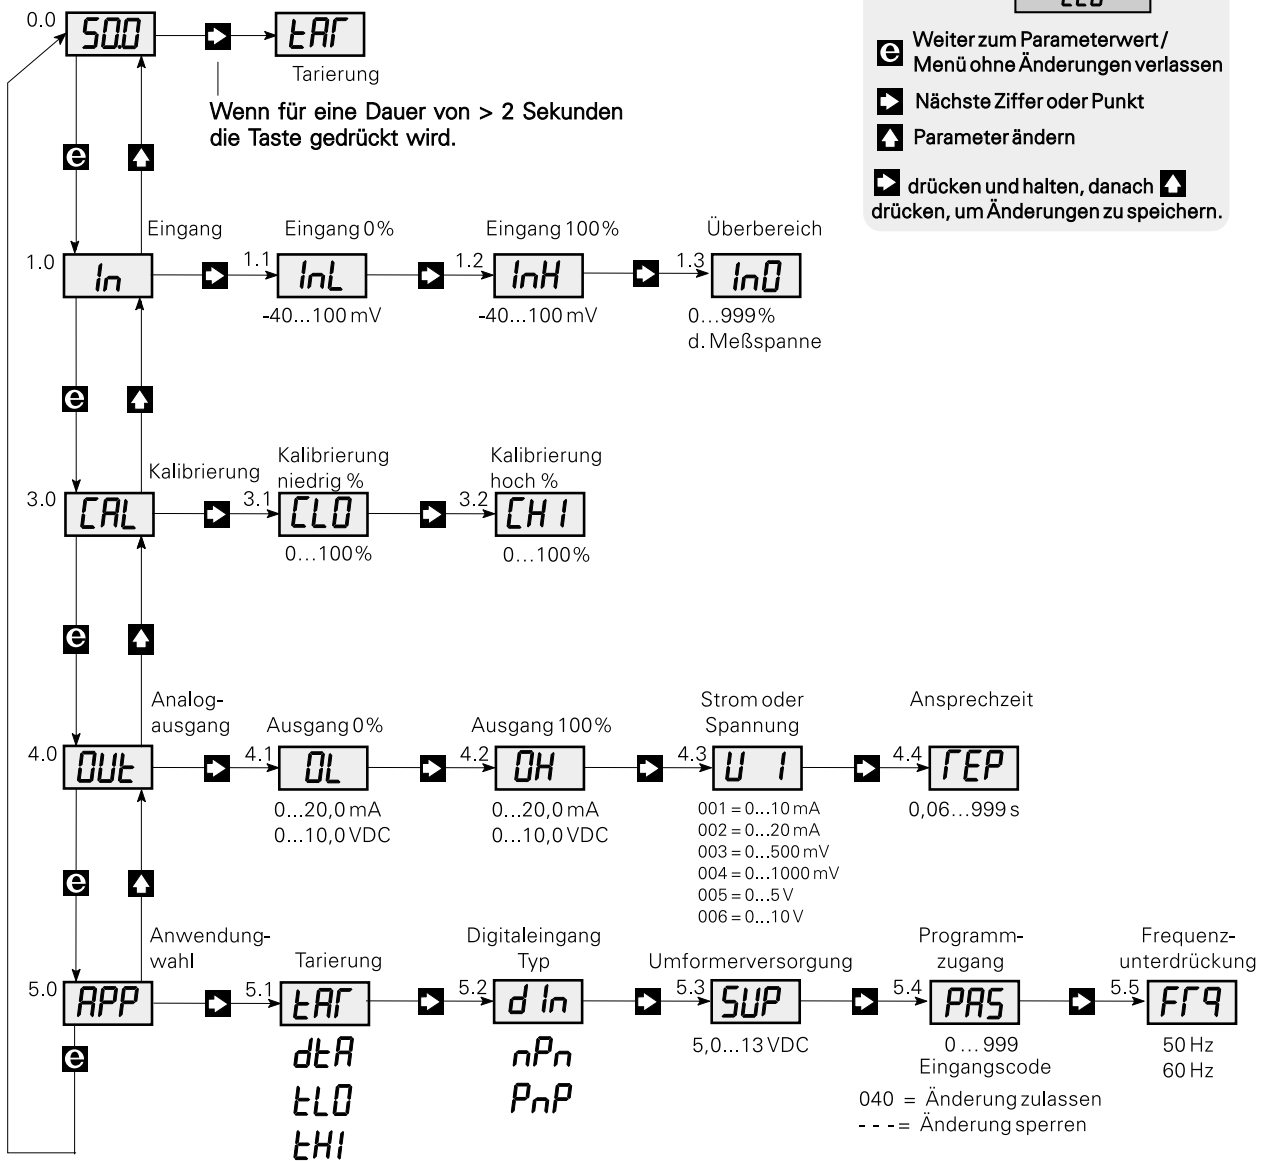 0.0
50.0
tAr
CLO
Tarierung
Wenn für eine Dauer von > 2 Sekunden
die Taste gedrückt wird.
e Weiter zum Parameterwert/
Menü ohne Änderungen verlassen
Nächste Ziffer oder Punkt
Parameter ändern
drücken und halten, danach
drücken, um Änderungen zu speichern.
e
Eingang
Eingang 0%
Eingang 100%
Überbereich
1.0
In
1.1
InL
1.2
InH
1.3
InO
-40...100 mV
-40...100 mV
0...999%
d. Meßspanne
e
Kalibrierung
Kalibrierung
niedrig %
Kalibrierung
hoch %
3.0
CAL
3.1
CLO
3.2
CHI
0...100%
0...100%
e
Analog-
ausgang
Ausgang 0%
Ausgang 100%
Strom oder
Spannung
Ansprechzeit
4.0
OUt
4.1
OL
4.2
OH
4.3
U I
4.4
rEP
0...20,0 mA
0...10,0 VDC
0...20,0 mA
0...10,0 VDC
001 = 0...10 mA
002 = 0...20 mA
003 = 0...500 mV
004 = 0...1000 mV
005 = 0...5 V
006 = 0...10 V
0,06...999 s
e
Anwendung-
wahl
Tarierung
Digitaleingang
Typ
Umformerversorgung
Programm-
zugang
Frequenz-
unterdrückung
5.0
APP
5.1
tAr
5.2
dIn
5.3
SUP
5.4
PAS
5.5
Frq
e
dtA
tLO
tHI
nPn
PnP
5,0...13 VDC
0 ...999
Eingangscode
040 = Änderung zulassen
- - -= Änderung sperren
50 Hz
60 Hz